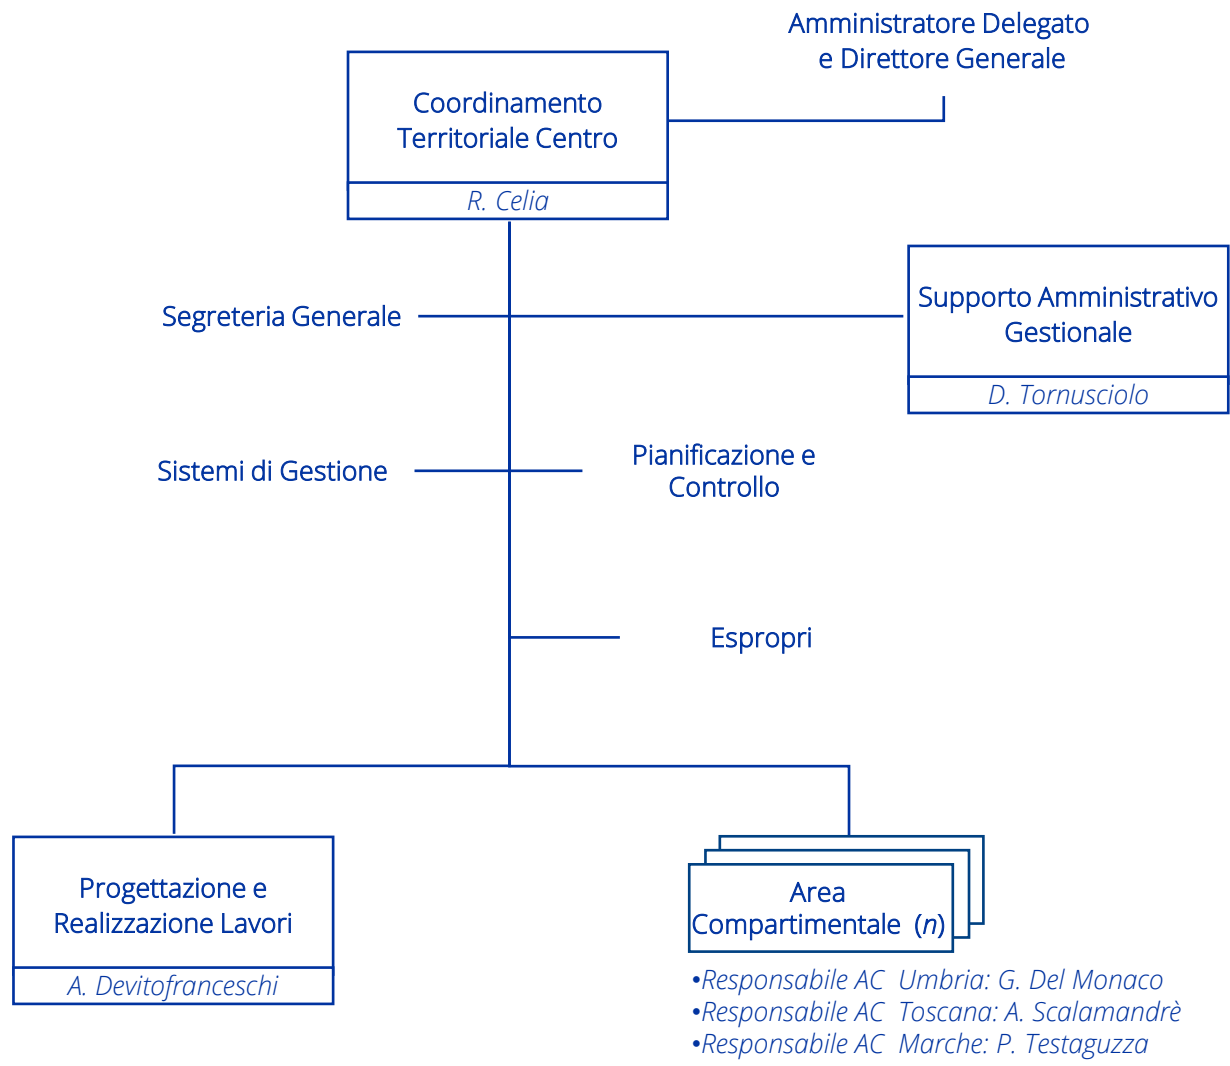 Amministratore Delegato
e Direttore Generale
Coordinamento
Territoriale Centro
R. Celia
Supporto Amministrativo
Gestionale
D. Tornusciolo
Segreteria Generale
Sistemi di Gestione
Pianificazione e
Controllo
Espropri
Progettazione e
Realizzazione Lavori
A. Devitofranceschi
Area
Compartimentale (n)
•Responsabile AC Umbria: G. Del Monaco
•Responsabile AC Toscana: A. Scalamandrè
•Responsabile AC Marche: P. Testaguzza